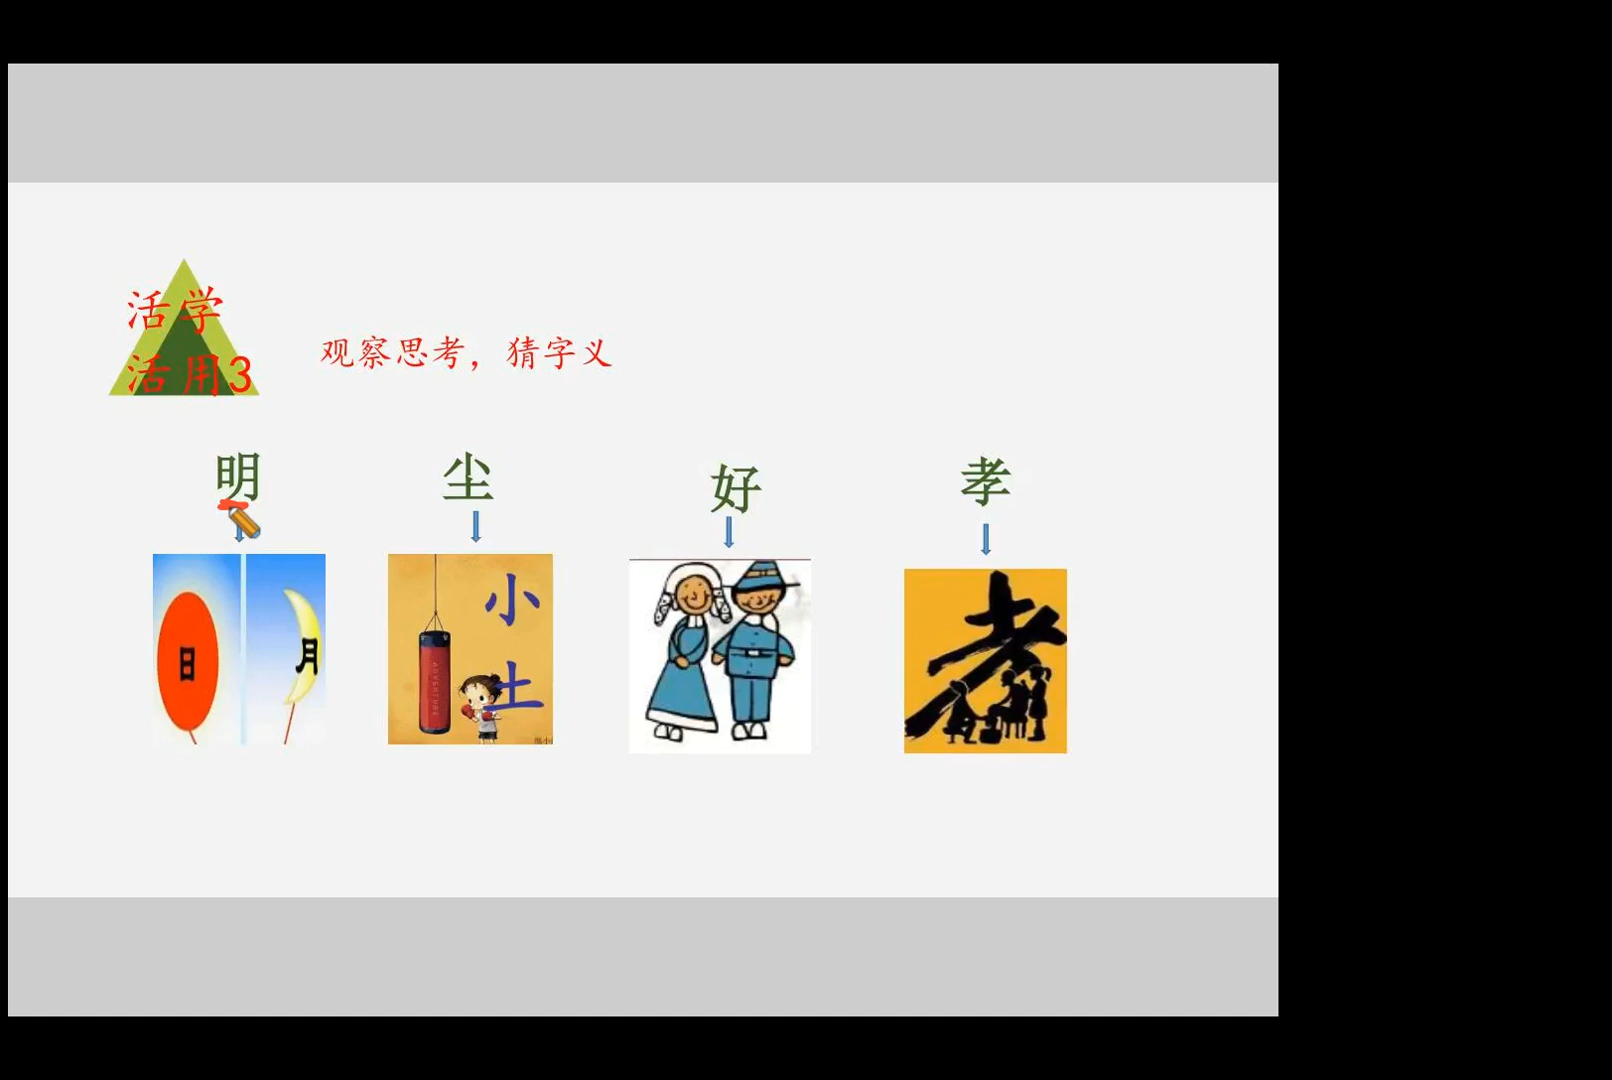 活学
活用3
观察思考，猜字义
明
尘
好
孝
日
月
小
土
孝